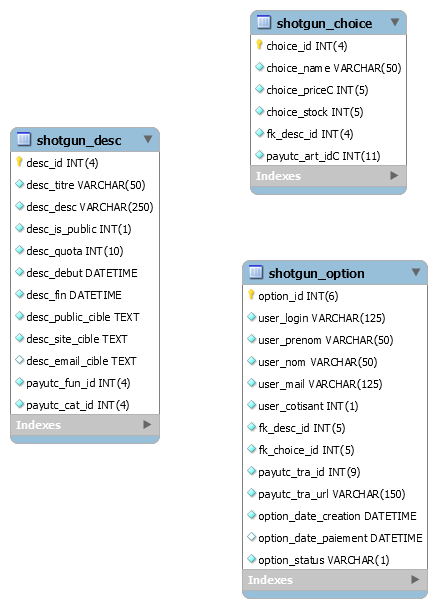 shotgun_choice
choice_id INT(4)
choice_name VARCHAR(50)
choice_priceC INT(5)
choice_stock INT(5)
fk_desc_id INT(4)
payutc_art_idC INT(11)
Indexes
shotgun_desc
desc_id INT(4)
desc_titre VARCHAR(50)
desc_desc VARCHAR(250)
desc_is_public INT(1)
desc_quota INT(10)
desc_debut DATETIME
desc_fin DATETIME
desc_public_cible TEXT
desc_site_cible TEXT
desc_email_cible TEXT
payutc_fun_id INT(4)
payutc_cat_id INT(4)
Indexes
shotgun_option
option_id INT(6)
user_login VARCHAR(125)
user_prenom VARCHAR(50)
user_nom VARCHAR(50)
user_mail VARCHAR(125)
user_cotisant INT(1)
fk_desc_id INT(5)
fk_choice_id INT(5)
payutc_tra_id INT(9)
payutc_tra_url VARCHAR(150)
option_date_creation DATETIME
option_date_paiement DATETIME
option_status VARCHAR(1)
Indexes